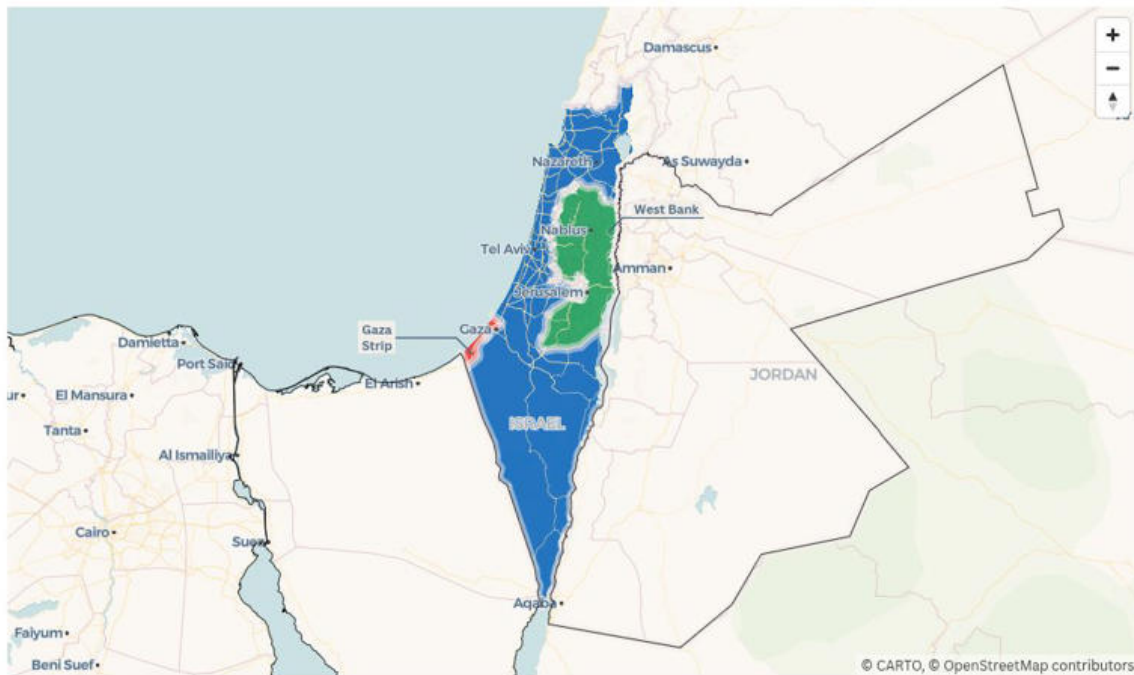 Damascus
Nazareth
As Suwayda
West Bank
Nablus
Tel Aviv
Amman
Jerusalem
Gaza
Gaza
Strip
Damietta
Port Said
El Arish
JORDAN
ur
El Mansura
Tanta
ISRAEL
Al Ismailiya
Cairo
Suez
Aqaba
Faiyum
Beni Suef
© CARTO, © OpenStreetMap contributors